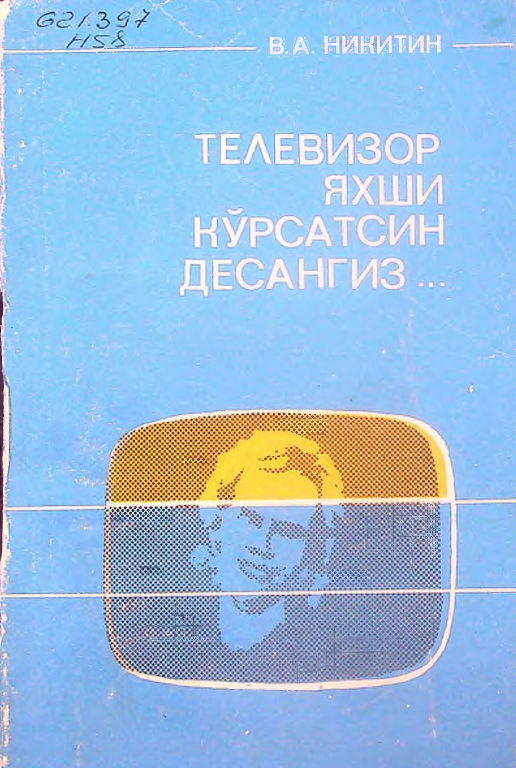 621.397
Н58
В. А. НИКИТИН
ТЕЛЕВИЗОР
ЯХШИ
КЎРСАТСИН
ДЕСАНГИЗ...